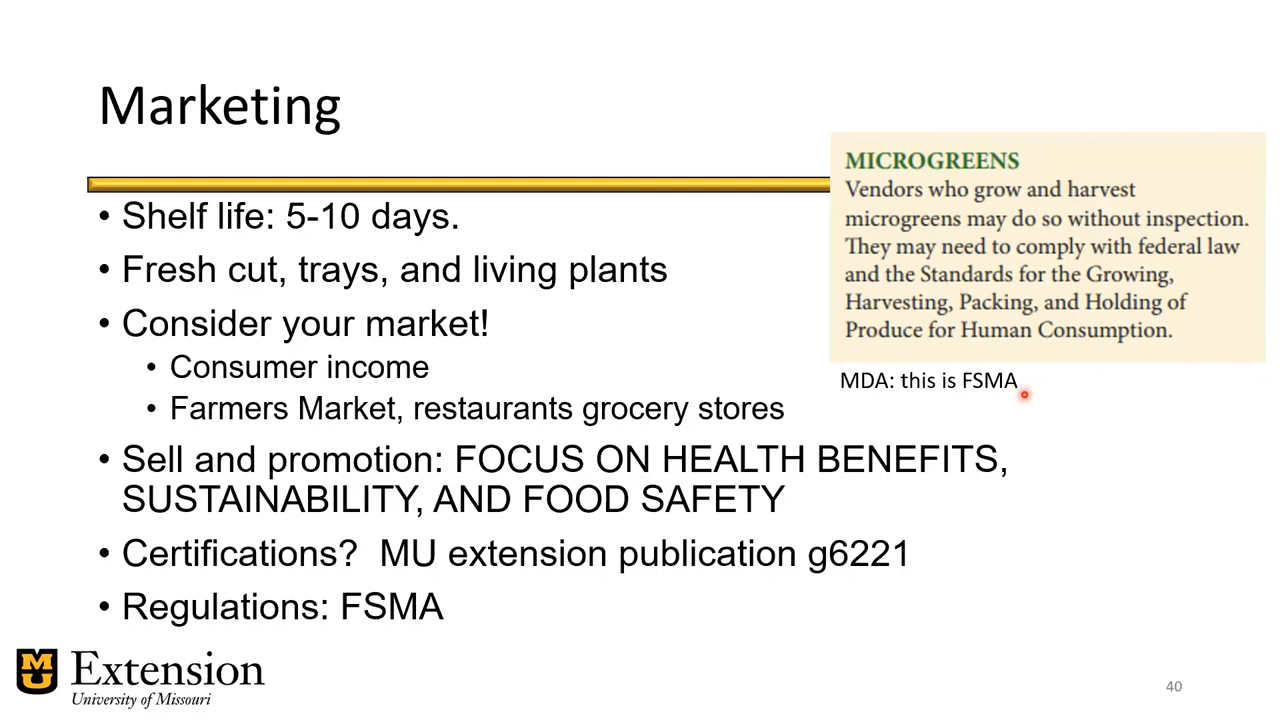 Marketing
• Shelf life: 5-10 days.
• Fresh cut, trays, and living plants
• Consider your market!
• Consumer income
• Farmers Market, restaurants grocery stores
• Sell and promotion: FOCUS ON HEALTH BENEFITS,
SUSTAINABILITY, AND FOOD SAFETY
• Certifications?  MU extension publication g6221
• Regulations: FSMA
MICROGREENS
Vendors who grow and harvest
microgreens may do so without inspection.
They may need to comply with federal law
and the Standards for the Growing,
Harvesting, Packing, and Holding of
Produce for Human Consumption.
MDA: this is FSMA
MU
Extension
University of Missouri
40